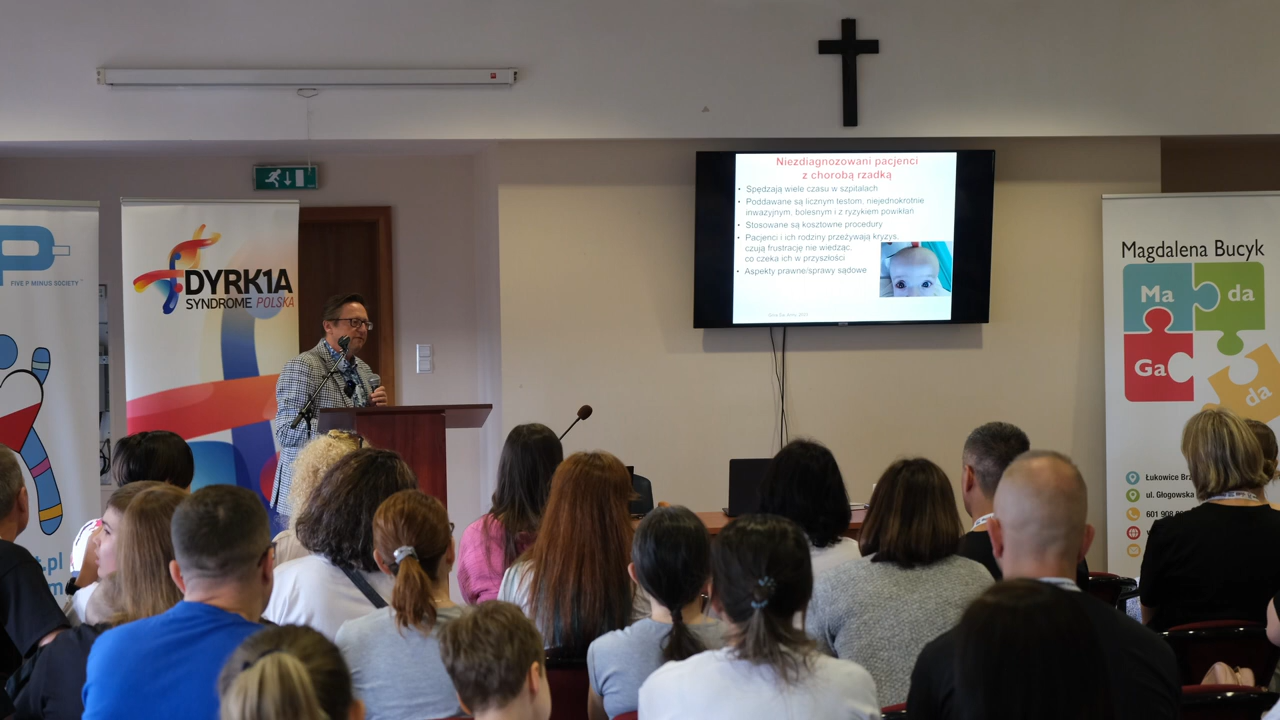 P
FIVE P MINUS SOCIETY
t.pl
DYRK1A
SYNDROME POLSKA
Niezdiagnozowani pacjenci
z chorobą rzadką
• Spędzają wiele czasu w szpitalach
• Poddawane są licznym testom, niejednokrotnie
inwazyjnym, bolesnym i z ryzykiem powikłań
• Stosowane są kosztowne procedury
• Pacjenci i ich rodziny przeżywają kryzys,
czują frustrację nie wiedząc,
co czeka ich w przyszłości
• Aspekty prawne/sprawy sądowe
Magdalena Bucyk
Ma da
Ga da
Łukowice Brz
ul. Głogowska
601 908